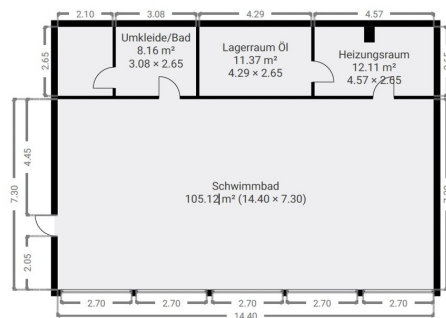 2.10 3.08 4.29 4.57
Umkleide/Bad
8.16 m²
3.08 × 2.65
Lagerraum Öl
11.37 m²
4.29 × 2.65
Heizungsraum
12.11 m²
4.57 × 2.65
2.65
4.45
7.30
2.05
Schwimmbad
105.12 m² (14.40 × 7.30)
2.70 2.70 2.70 2.70 2.70
14.40